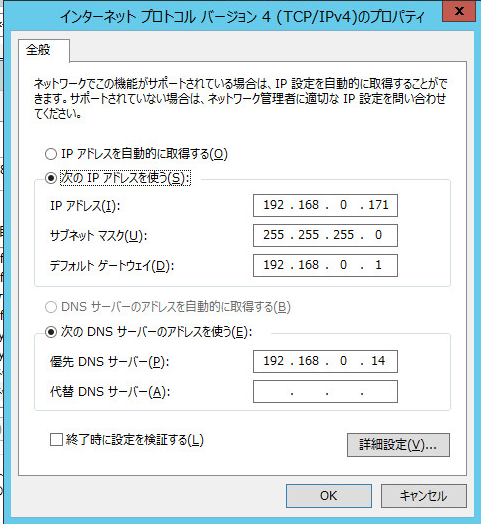 インターネット プロトコル バージョン 4 (TCP/IPv4)のプロパティ
x
全般
ネットワークでこの機能がサポートされている場合は、IP 設定を自動的に取得することがで
きます。サポートされていない場合は、ネットワーク管理者に適切な IP 設定を問い合わせ
てください。
IP アドレスを自動的に取得する(O)
次の IP アドレスを使う(S):
IP アドレス(I): 192 . 168 . 0 . 171
サブネット マスク(U): 255 . 255 . 255 . 0
デフォルト ゲートウェイ(D): 192 . 168 . 0 . 1
DNS サーバーのアドレスを自動的に取得する(B)
次の DNS サーバーのアドレスを使う(E):
優先 DNS サーバー(P): 192 . 168 . 0 . 14
代替 DNS サーバー(A): . . .
終了時に設定を検証する(L)
詳細設定(V)...
OK キャンセル